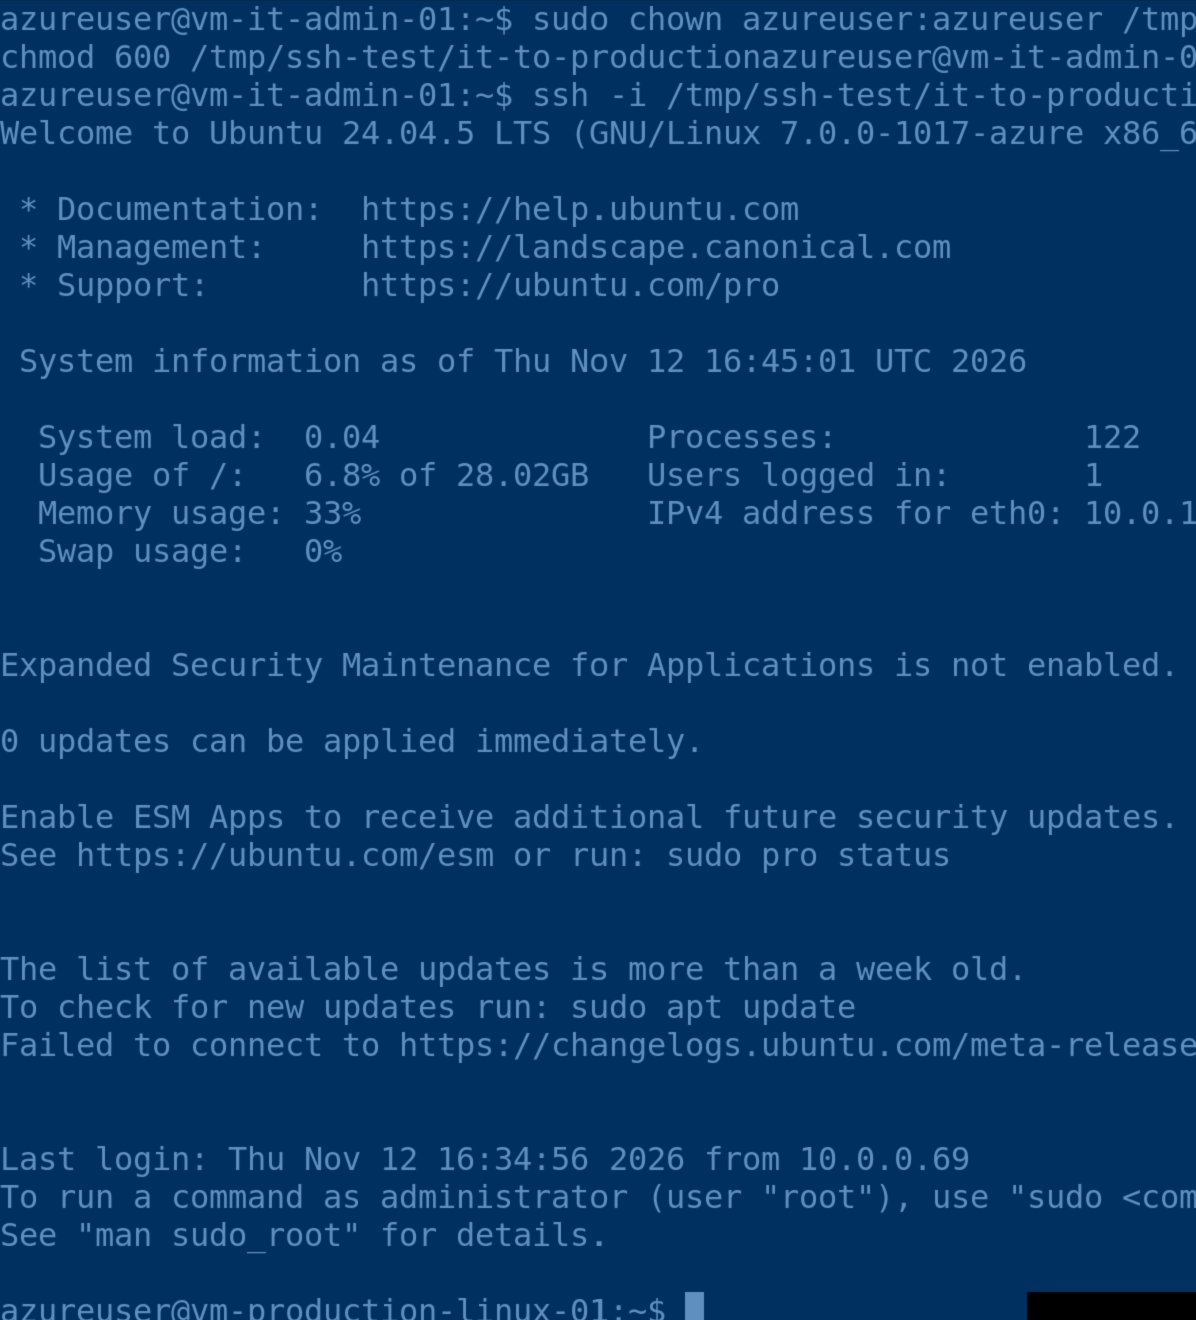 azureuser@vm-it-admin-01:~$ sudo chown azureuser:azureuser /tmp
chmod 600 /tmp/ssh-test/it-to-productionazureuser@vm-it-admin-0
azureuser@vm-it-admin-01:~$ ssh -i /tmp/ssh-test/it-to-producti
Welcome to Ubuntu 24.04.5 LTS (GNU/Linux 7.0.0-1017-azure x86_6
* Documentation:  https://help.ubuntu.com
* Management:     https://landscape.canonical.com
* Support:        https://ubuntu.com/pro
System information as of Thu Nov 12 16:45:01 UTC 2026
System load:  0.04              Processes:             122
Usage of /:   6.8% of 28.02GB   Users logged in:       1
Memory usage: 33%               IPv4 address for eth0: 10.0.1
Swap usage:   0%
Expanded Security Maintenance for Applications is not enabled.
0 updates can be applied immediately.
Enable ESM Apps to receive additional future security updates.
See https://ubuntu.com/esm or run: sudo pro status
The list of available updates is more than a week old.
To check for new updates run: sudo apt update
Failed to connect to https://changelogs.ubuntu.com/meta-release
Last login: Thu Nov 12 16:34:56 2026 from 10.0.0.69
To run a command as administrator (user "root"), use "sudo <com
See "man sudo_root" for details.
azureuser@vm-production-linux-01:~$